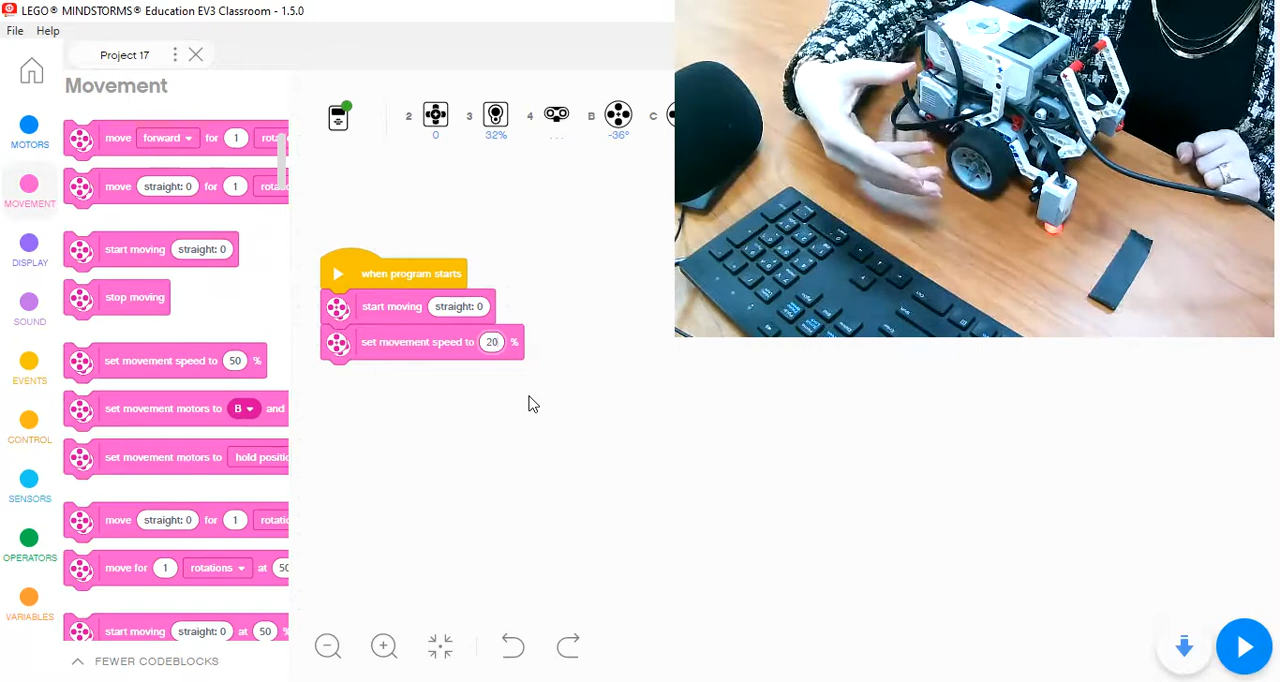 LEGO® MINDSTORMS® Education EV3 Classroom - 1.5.0
File Help
Project 17
Movement
MOTORS
MOVEMENT
DISPLAY
SOUND
EVENTS
CONTROL
SENSORS
OPERATORS
VARIABLES
move forward for 1
move straight: 0 for 1
start moving straight: 0
stop moving
set movement speed to 50 %
set movement motors to B and
set movement motors to hold
move straight: 0 for 1
move for 1 rotations at 50
start moving straight: 0 at 50 %
FEWER CODEBLOCKS
2 3 4 B C
0 32% ... -36°
when program starts
start moving straight: 0
set movement speed to 20 %